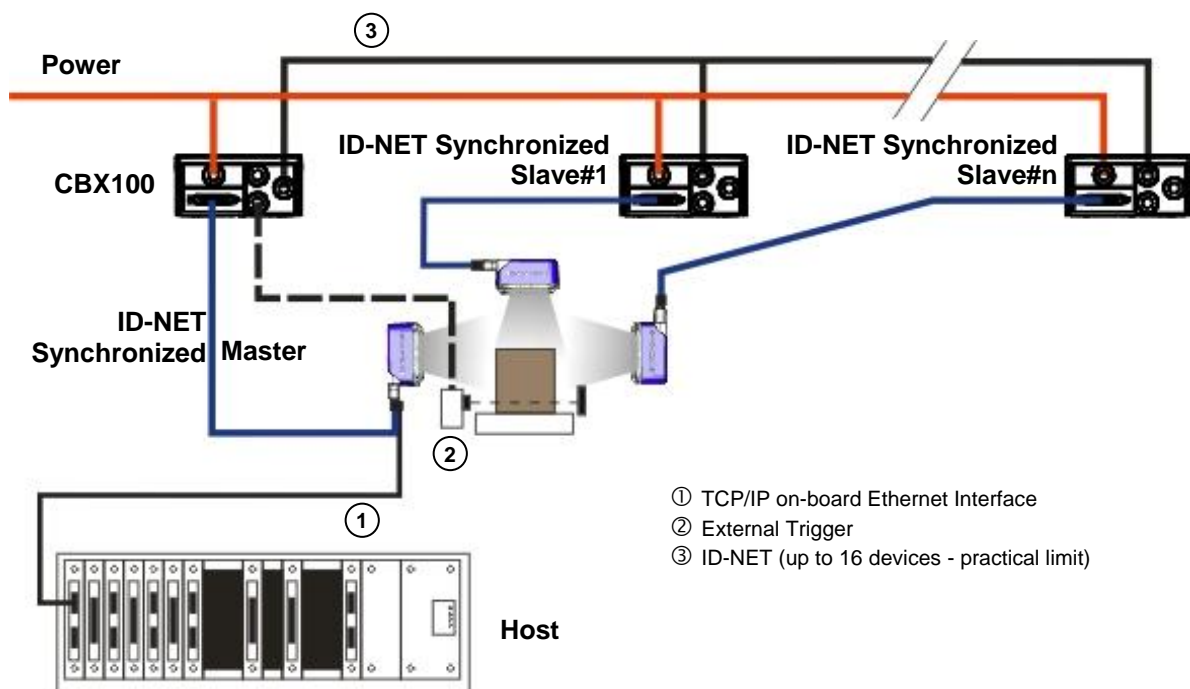 ③
Power
ID-NET Synchronized
Slave#1
ID-NET Synchronized
Slave#n
CBX100
ID-NET
Synchronized Master
②
①
① TCP/IP on-board Ethernet Interface
② External Trigger
③ ID-NET (up to 16 devices - practical limit)
Host